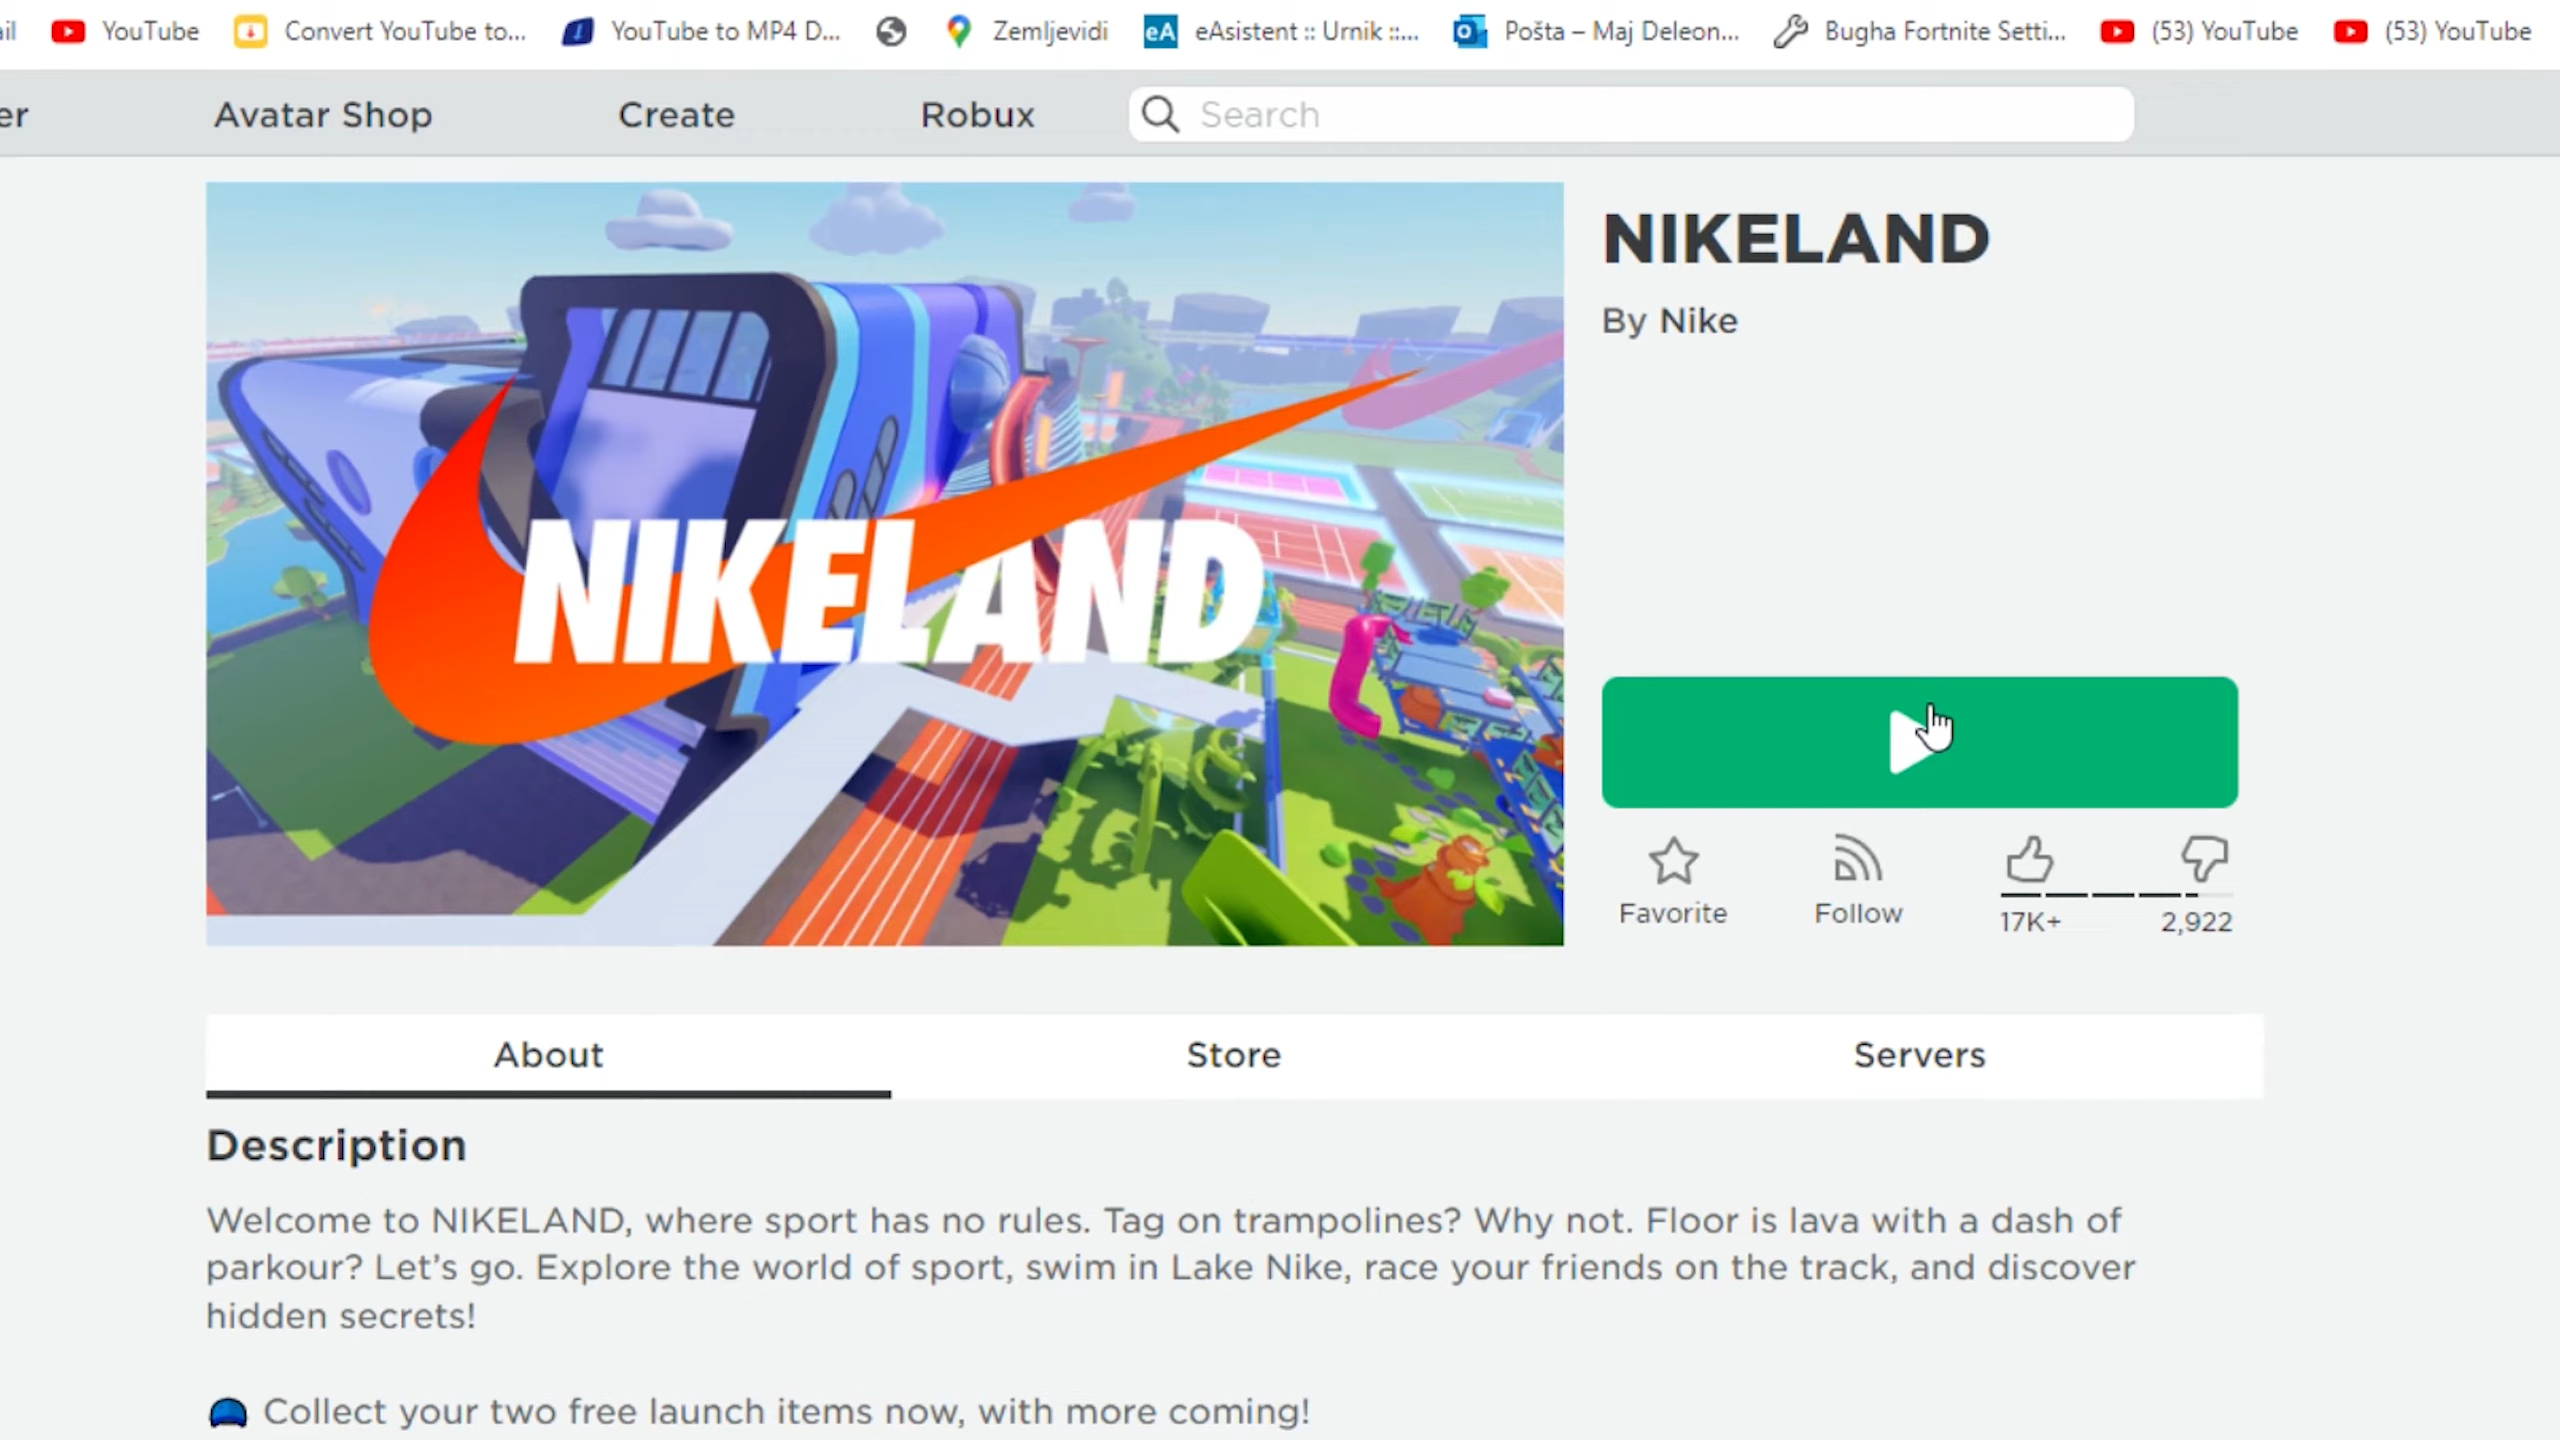 il YouTube Convert YouTube to... YouTube to MP4 D... Zemljevidi eA eAsistent :: Urnik ::... Pošta – Maj Deleon... Bugha Fortnite Setti... (53) YouTube (53) YouTube
er Avatar Shop Create Robux Search
NIKELAND
By Nike
NIKELAND
Favorite Follow 17K+ 2,922
About Store Servers
Description
Welcome to NIKELAND, where sport has no rules. Tag on trampolines? Why not. Floor is lava with a dash of
parkour? Let's go. Explore the world of sport, swim in Lake Nike, race your friends on the track, and discover
hidden secrets!
Collect your two free launch items now, with more coming!